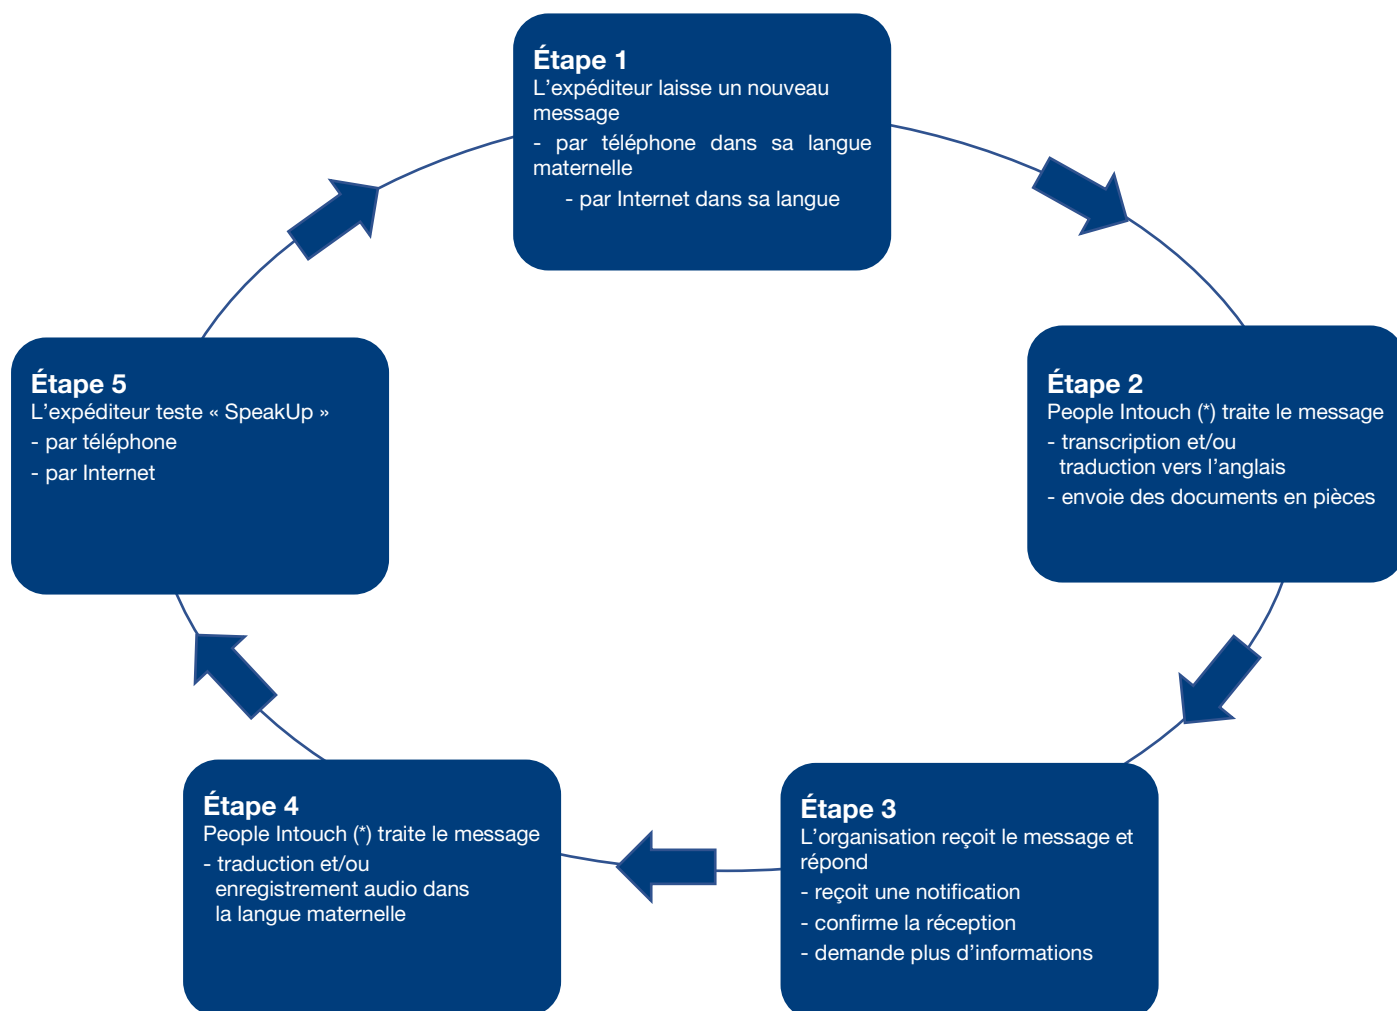 Étape 1
L’expéditeur laisse un nouveau
message
- par téléphone dans sa langue
maternelle
- par Internet dans sa langue
Étape 2
People Intouch (*) traite le message
- transcription et/ou
traduction vers l’anglais
- envoie des documents en pièces
Étape 3
L’organisation reçoit le message et
répond
- reçoit une notification
- confirme la réception
- demande plus d’informations
Étape 4
People Intouch (*) traite le message
- traduction et/ou
enregistrement audio dans
la langue maternelle
Étape 5
L’expéditeur teste « SpeakUp »
- par téléphone
- par Internet